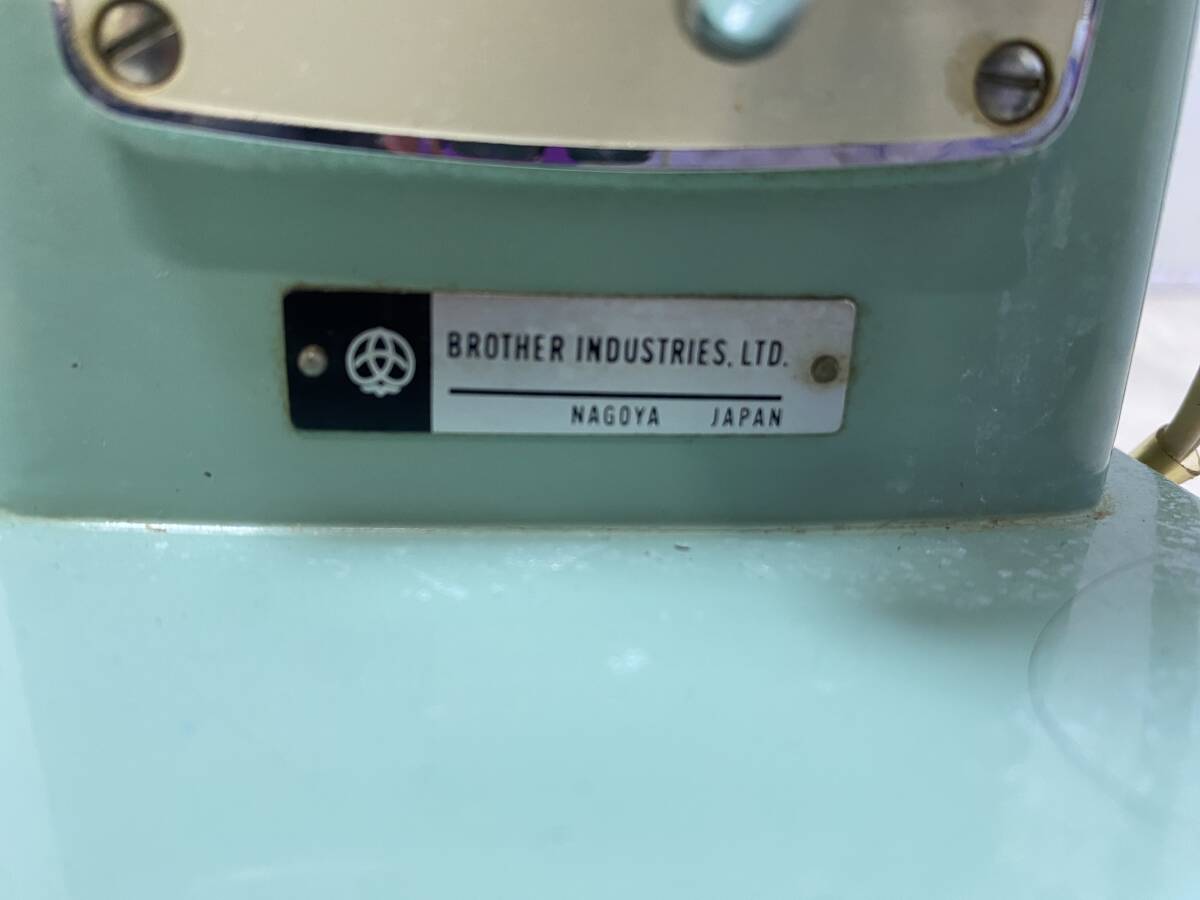 BROTHER INDUSTRIES, LTD.
NAGOYA JAPAN